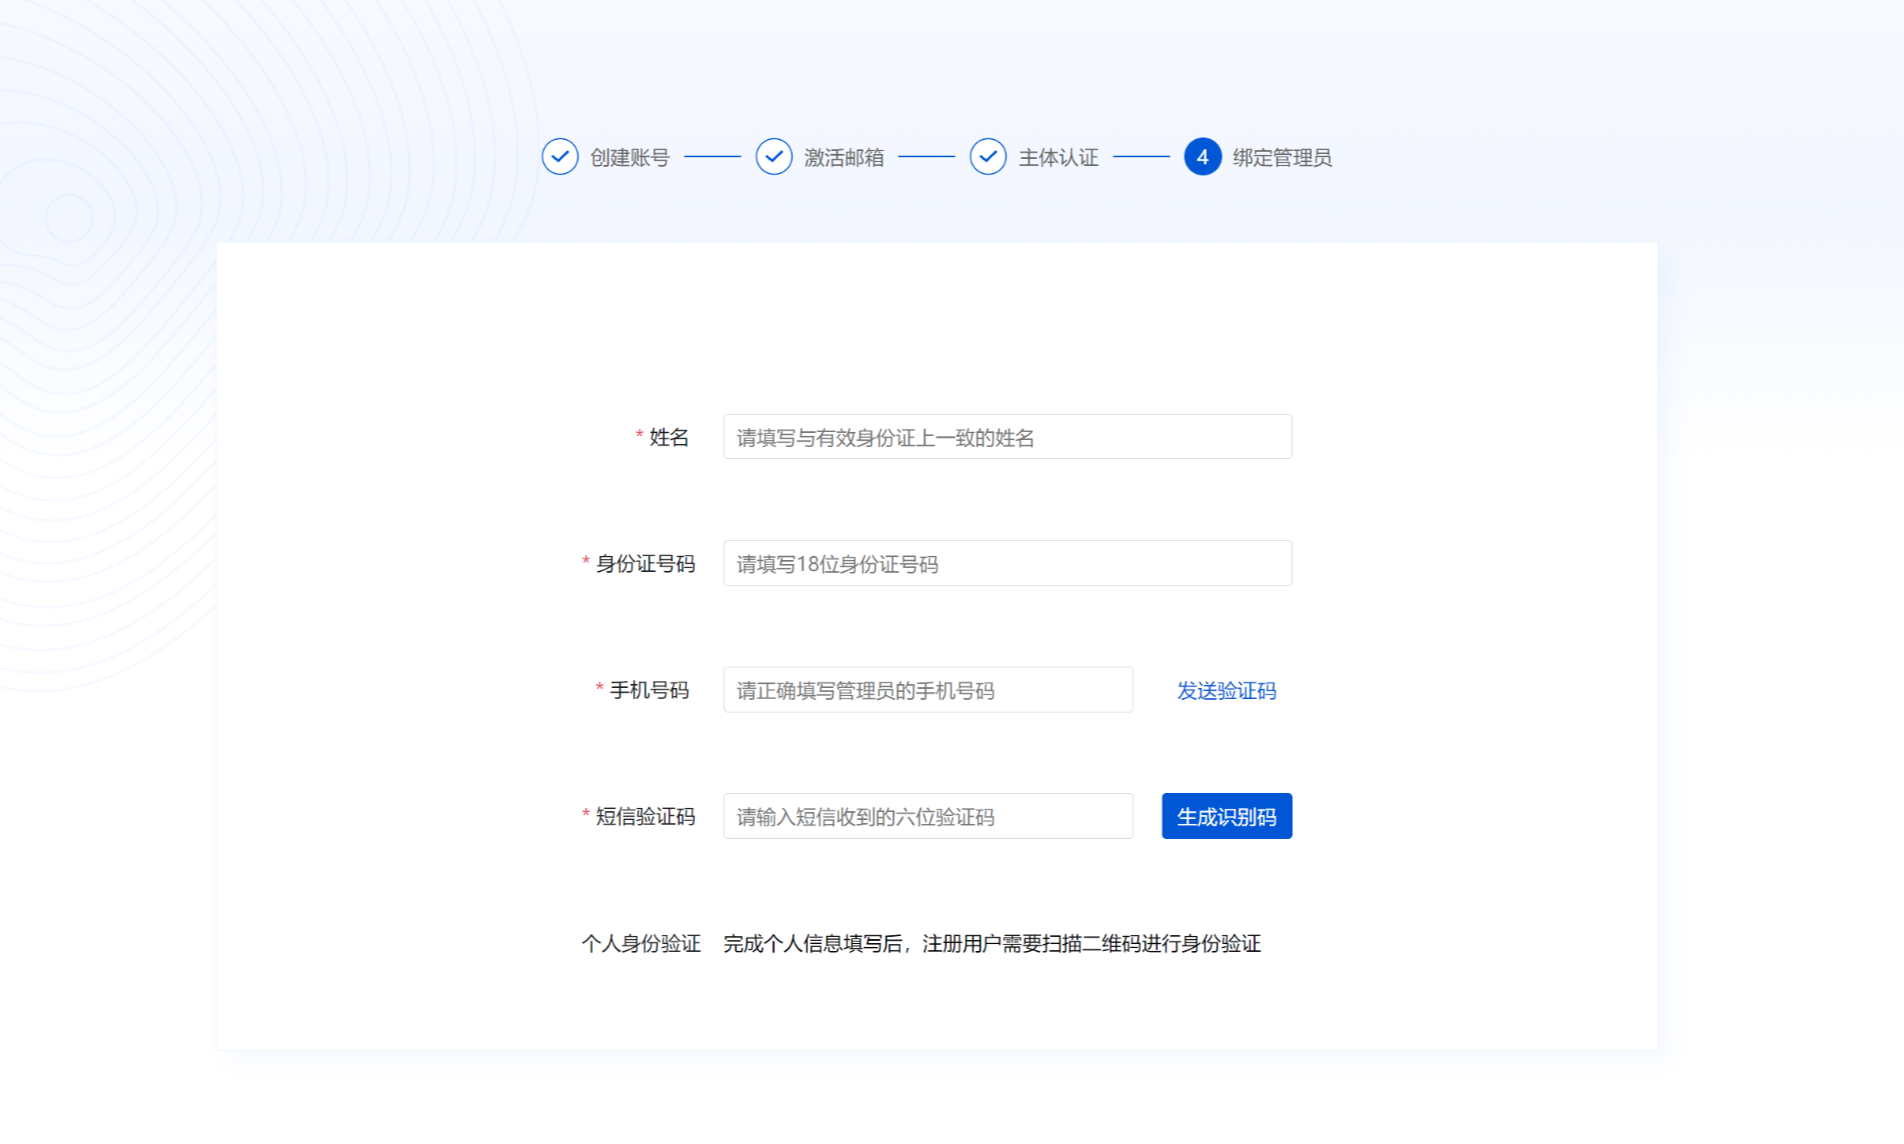 创建账号 激活邮箱 主体认证 4 绑定管理员
* 姓名 请填写与有效身份证上一致的姓名
* 身份证号码 请填写18位身份证号码
* 手机号码 请正确填写管理员的手机号码 发送验证码
* 短信验证码 请输入短信收到的六位验证码 生成识别码
个人身份验证 完成个人信息填写后，注册用户需要扫描二维码进行身份验证